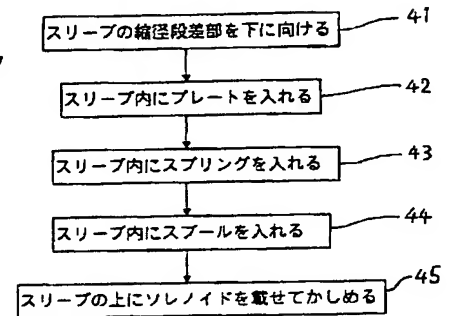 スリーブの縮径段差部を下に向ける 41
スリーブ内にプレートを入れる 42
スリーブ内にスプリングを入れる 43
スリーブ内にスプールを入れる 44
スリーブの上にソレノイドを載せてかしめる 45